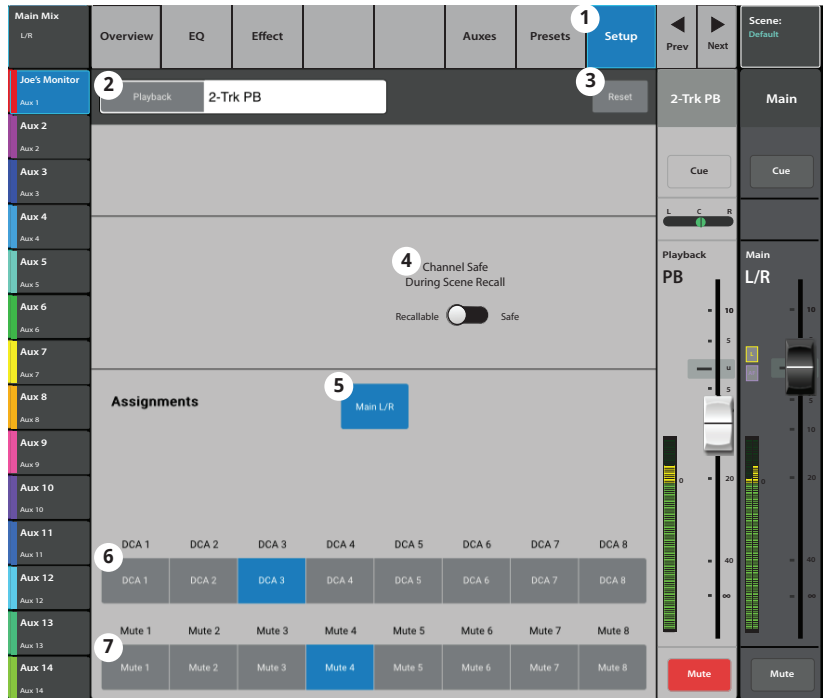 Main Mix
L/R
Overview
EQ
Effect
Auxes
Presets
1
Setup
Prev
Next
Scene:
Default
Joe's Monitor
Aux 1
Aux 2
Aux 2
Aux 3
Aux 3
Aux 4
Aux 4
Aux 5
Aux 5
Aux 6
Aux 6
Aux 7
Aux 7
Aux 8
Aux 8
Aux 9
Aux 9
Aux 10
Aux 10
Aux 11
Aux 11
Aux 12
Aux 12
Aux 13
Aux 13
Aux 14
Aux 14
2
Playback
2-Trk PB
3
Reset
4
Channel Safe
During Scene Recall
Recallable
Safe
Assignments
5
Main L/R
DCA 1 DCA 2 DCA 3 DCA 4 DCA 5 DCA 6 DCA 7 DCA 8
6
DCA 1 DCA 2 DCA 3 DCA 4 DCA 5 DCA 6 DCA 7 DCA 8
Mute 1 Mute 2 Mute 3 Mute 4 Mute 5 Mute 6 Mute 7 Mute 8
7
Mute 1 Mute 2 Mute 3 Mute 4 Mute 5 Mute 6 Mute 7 Mute 8
2-Trk PB
Cue
L C R
Playback
PB
10
5
U
5
0
20
40
∞
Mute
Main
Cue
Main
L/R
10
5
L
5
10
0
20
40
∞
Mute